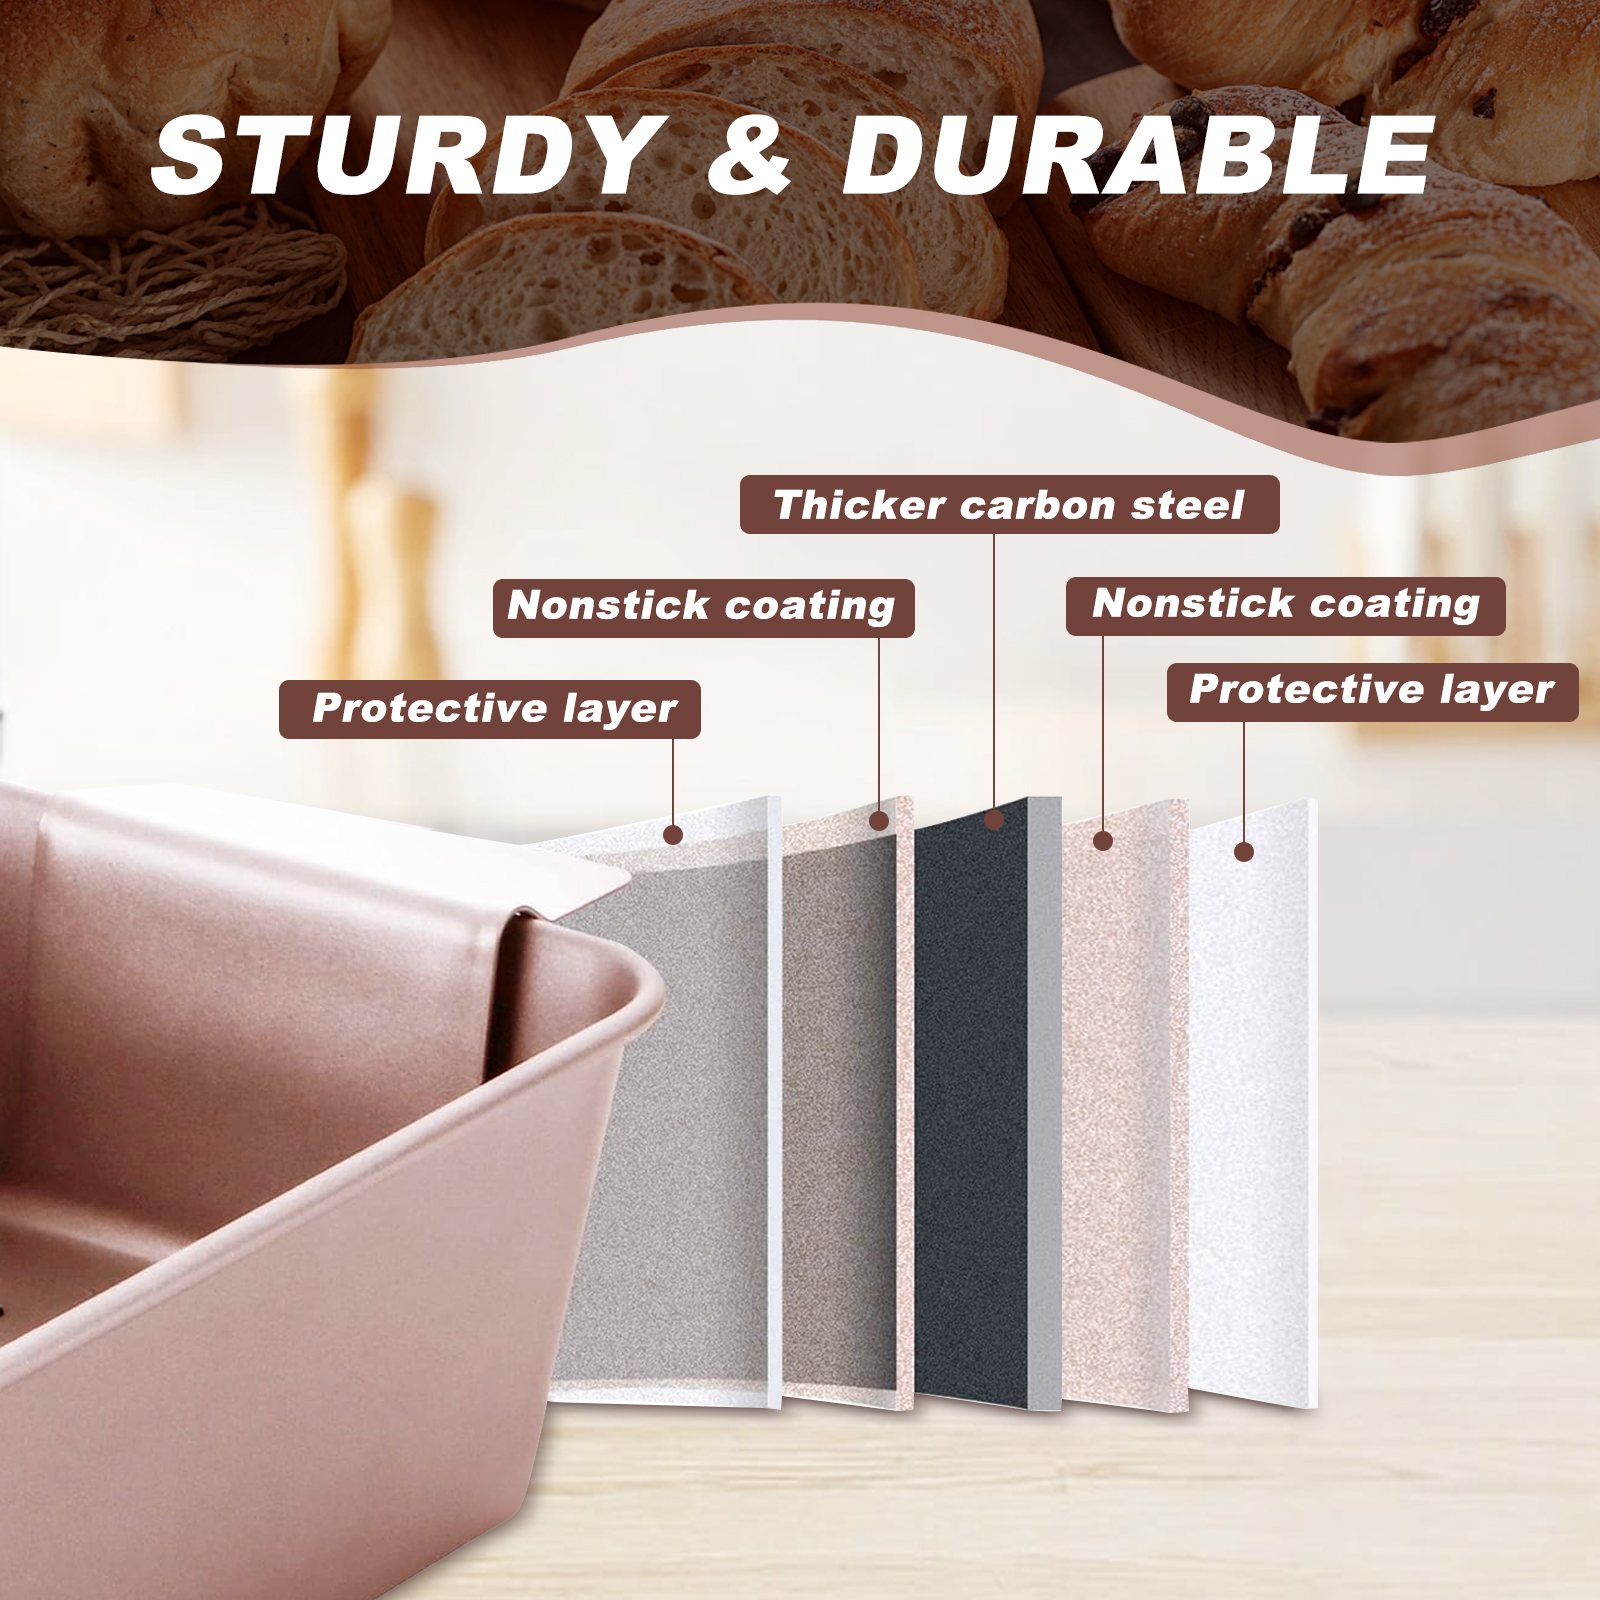 STURDY & DURABLE
Thicker carbon steel
Nonstick coating
Nonstick coating
Protective layer
Protective layer